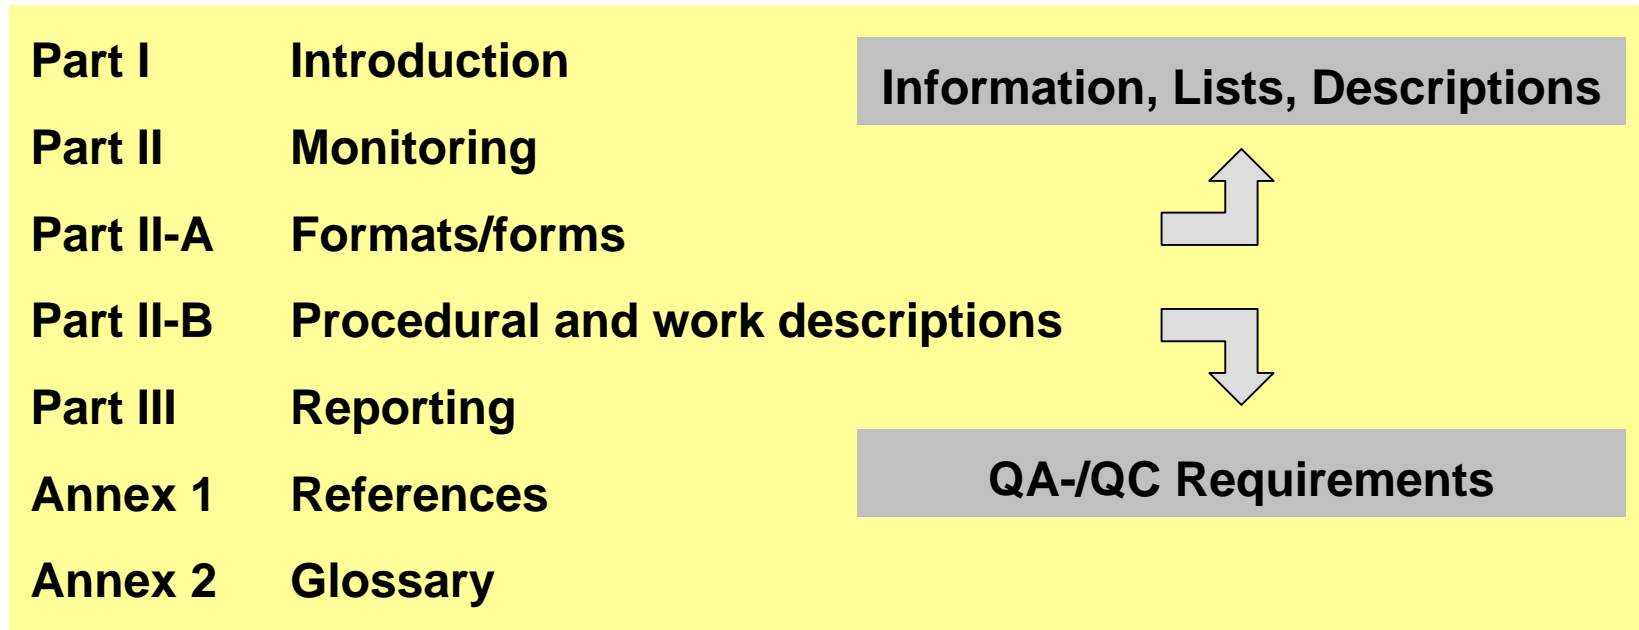 Part I Introduction
Information, Lists, Descriptions
Part II Monitoring
Part II-A Formats/forms
Part II-B Procedural and work descriptions
Part III Reporting
QA-/QC Requirements
Annex 1 References
Annex 2 Glossary